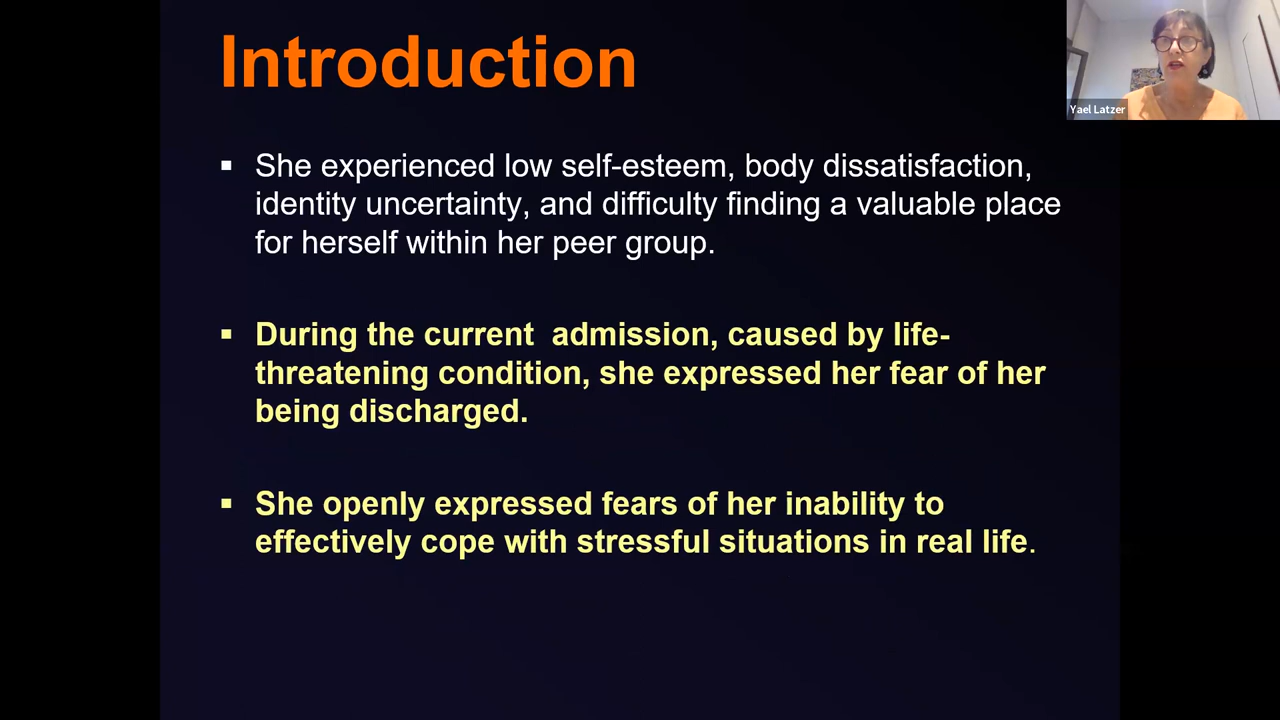 Introduction
▪ She experienced low self-esteem, body dissatisfaction,
identity uncertainty, and difficulty finding a valuable place
for herself within her peer group.
▪ During the current  admission, caused by life-
threatening condition, she expressed her fear of her
being discharged.
▪ She openly expressed fears of her inability to
effectively cope with stressful situations in real life.
Yael Latzer